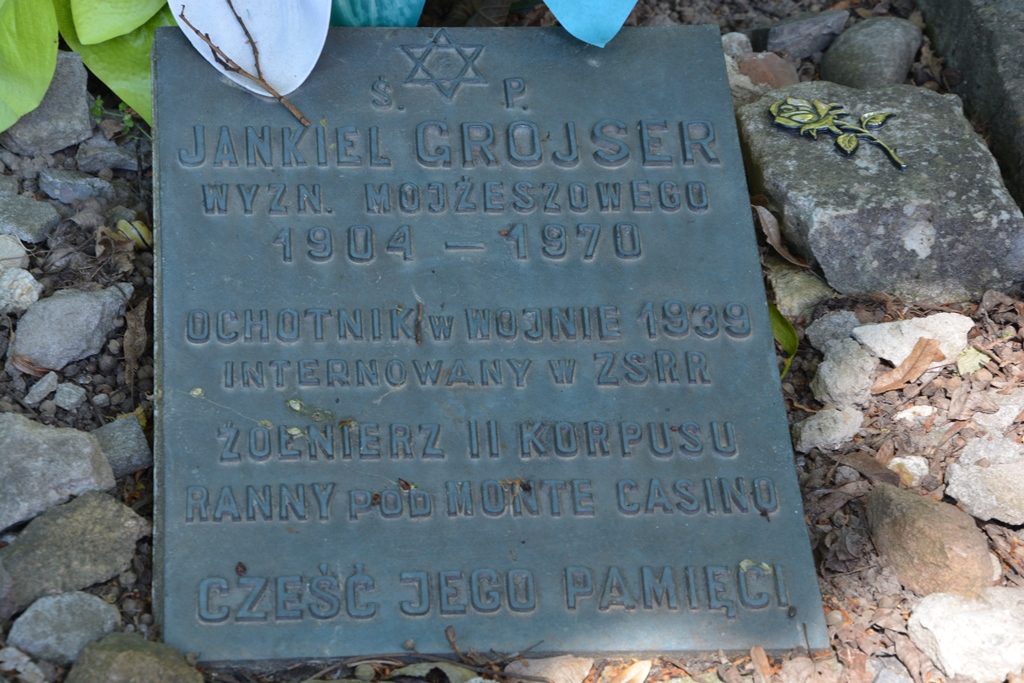 Ś. P.
JANKIEL GROJSER
WYZN. MOJŻESZOWEGO
1904 — 1970
OCHOTNIK W WOJNIE 1939
INTERNOWANY W ZSRR
ŻOŁNIERZ II KORPUSU
RANNY POD MONTE CASINO
CZEŚĆ JEGO PAMIĘCI